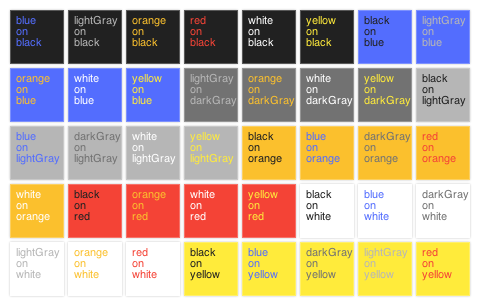 blue
on
black
lightGray
on
black
orange
on
black
red
on
black
white
on
black
yellow
on
black
black
on
blue
lightGray
on
blue
orange
on
blue
white
on
blue
yellow
on
blue
lightGray
on
darkGray
orange
on
darkGray
white
on
darkGray
yellow
on
darkGray
black
on
lightGray
blue
on
lightGray
darkGray
on
lightGray
white
on
lightGray
yellow
on
lightGray
black
on
orange
blue
on
orange
darkGray
on
orange
red
on
orange
white
on
orange
black
on
red
orange
on
red
white
on
red
yellow
on
red
black
on
white
blue
on
white
darkGray
on
white
lightGray
on
white
orange
on
white
red
on
white
black
on
yellow
blue
on
yellow
darkGray
on
yellow
lightGray
on
yellow
red
on
yellow